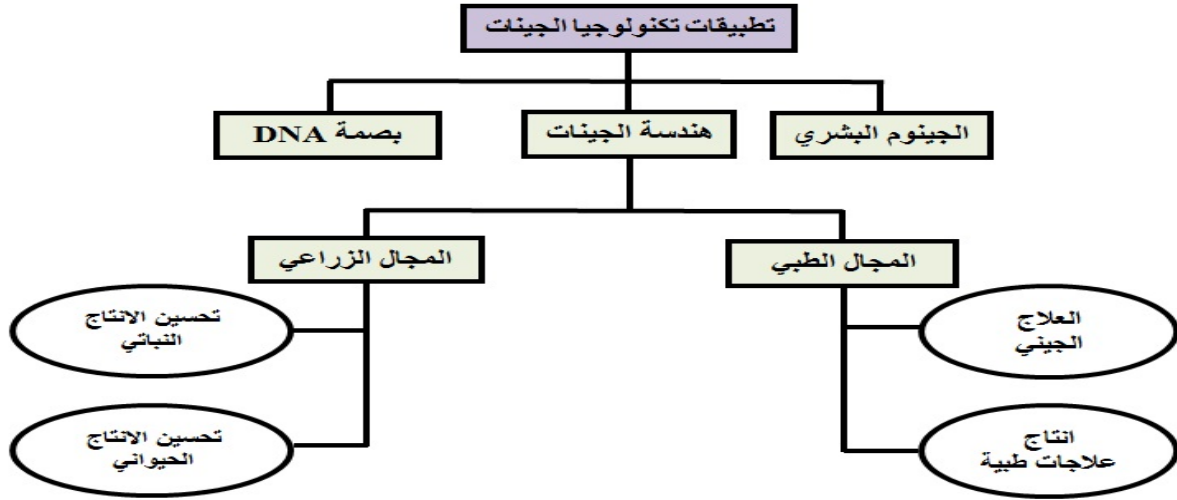 تطبيقات تكنولوجيا الجينات
الجينوم البشري
هندسة الجينات
بصمة DNA
المجال الطبي
المجال الزراعي
العلاج
الجيني
انتاج
علاجات طبية
تحسين الانتاج
النباتي
تحسين الانتاج
الحيواني